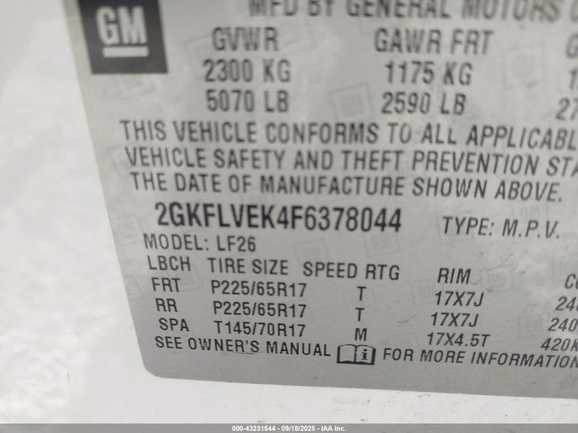 GM
MFD BY GENERAL MOTORS
GVWR GAWR FRT
2300 KG 1175 KG
5070 LB 2590 LB
THIS VEHICLE CONFORMS TO ALL APPLICABL
VEHICLE SAFETY AND THEFT PREVENTION STA
THE DATE OF MANUFACTURE SHOWN ABOVE.
2GKFLVEK4F6378044 TYPE: M.P.V.
MODEL: LF26
LBCH TIRE SIZE SPEED RTG RIM
FRT P225/65R17 T 17X7J 240
RR P225/65R17 T 17X7J 240
SPA T145/70R17 M 17X4.5T 420K
SEE OWNER'S MANUAL FOR MORE INFORMATION
000-43231544 - 09/18/2025 - © IAA Inc.